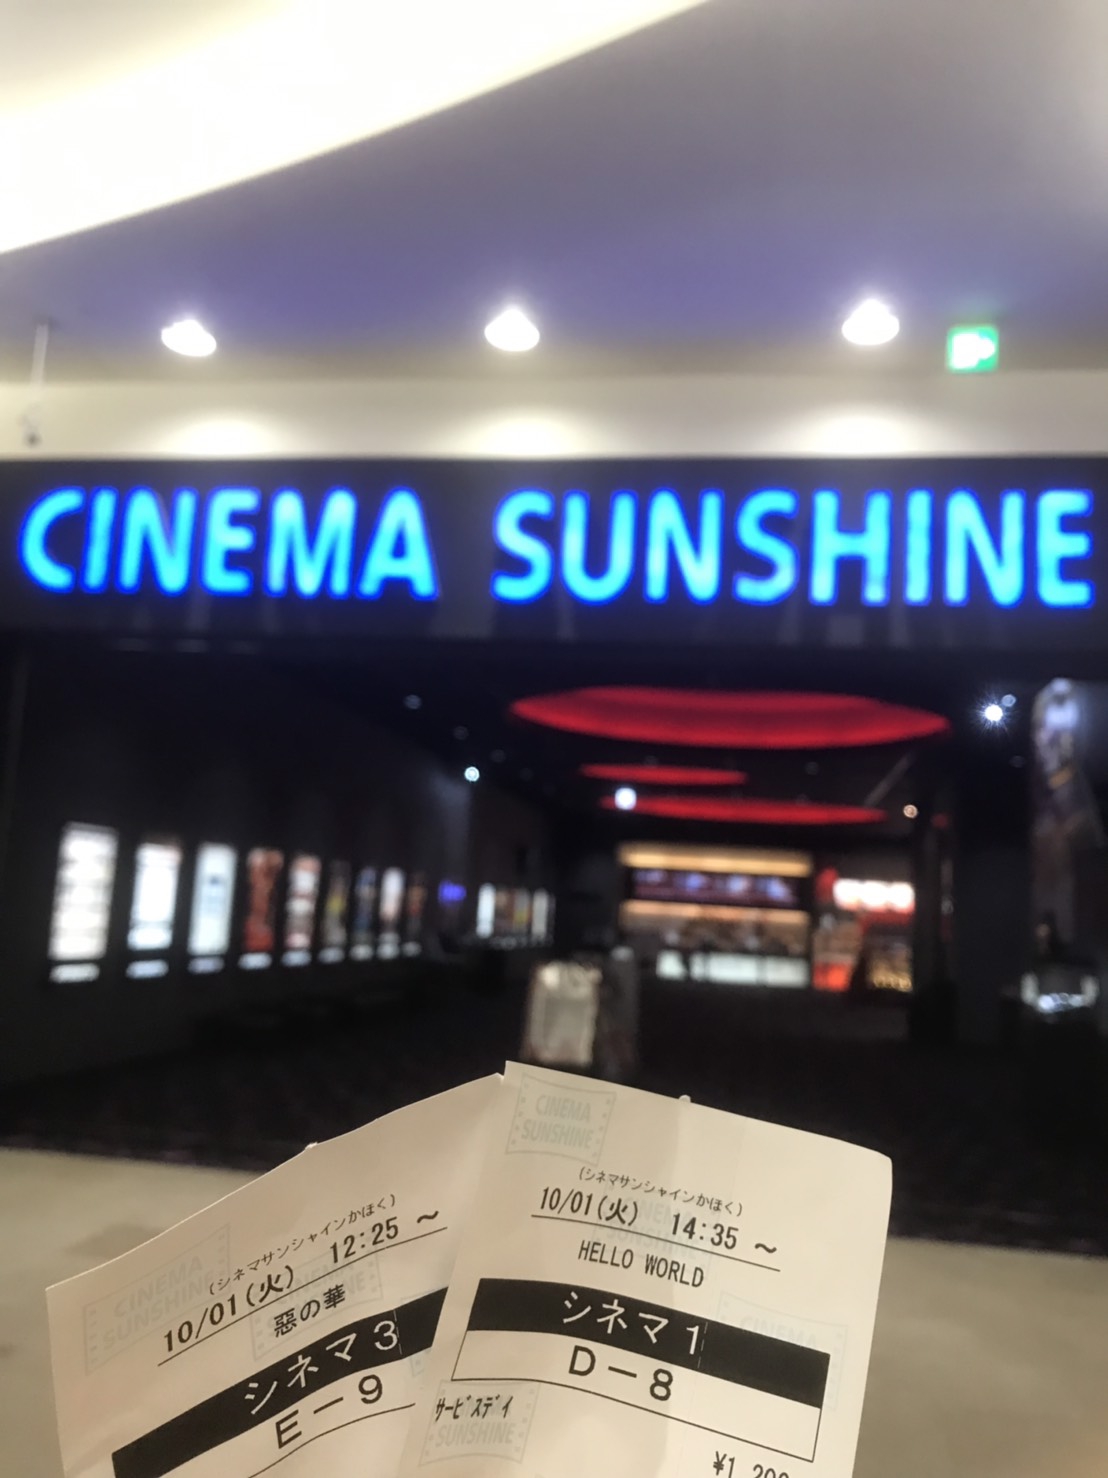 CINEMA SUNSHINE
CINEMA
SUNSHINE
(シネマサンシャインかほく)
10/01(火) 12:25 ～
惡の華
シネマ3
E-9
CINEMA
SUNSHINE
(シネマサンシャインかほく)
10/01(火) 14:35 ～
HELLO WORLD
シネマ1
D-8
サービスデイ
SUNSHINE
¥1,200